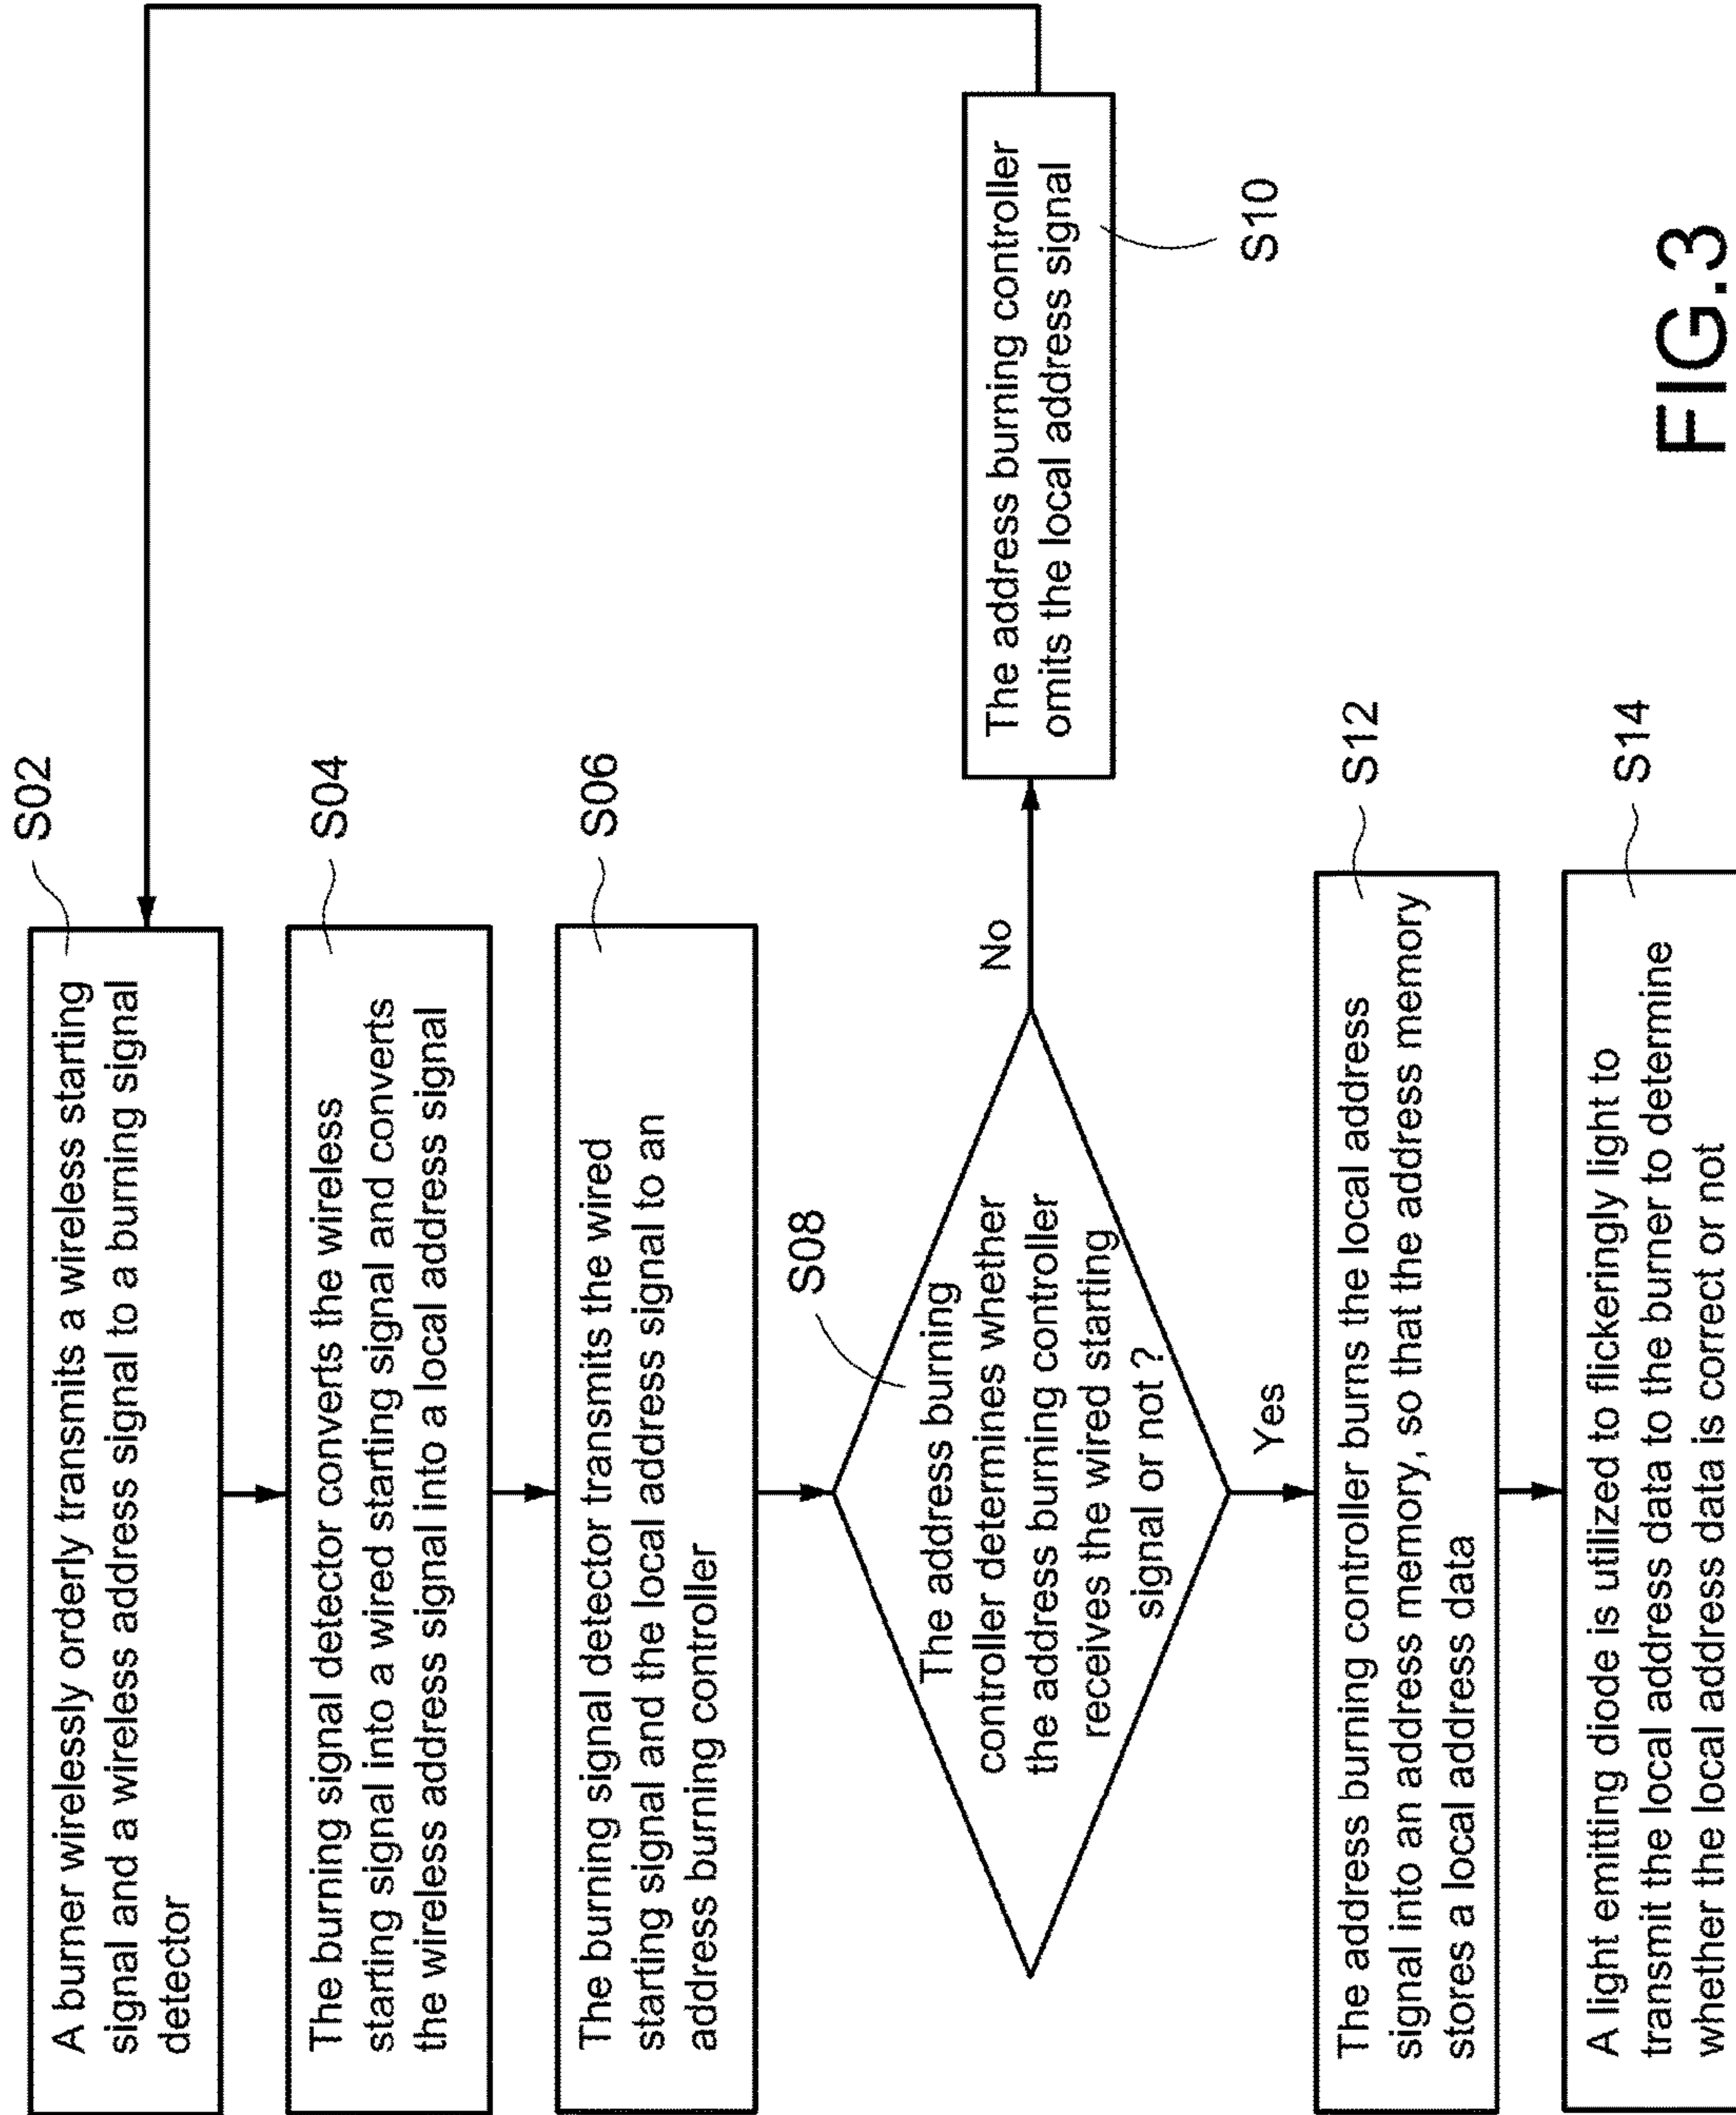 S02
A burner wirelessly orderly transmits a wireless starting
signal and a wireless address signal to a burning signal
detector
S04
The burning signal detector converts the wireless
starting signal into a wired starting signal and converts
the wireless address signal into a local address signal
S06
The burning signal detector transmits the wired
starting signal and the local address signal to an
address burning controller
S08
The address burning
controller determines whether
the address burning controller
receives the wired starting
signal or not ?
No
The address burning controller
omits the local address signal
S10
Yes
S12
The address burning controller burns the local address
signal into an address memory, so that the address memory
stores a local address data
S14
A light emitting diode is utilized to flickeringly light to
transmit the local address data to the burner to determine
whether the local address data is correct or not
FIG.3